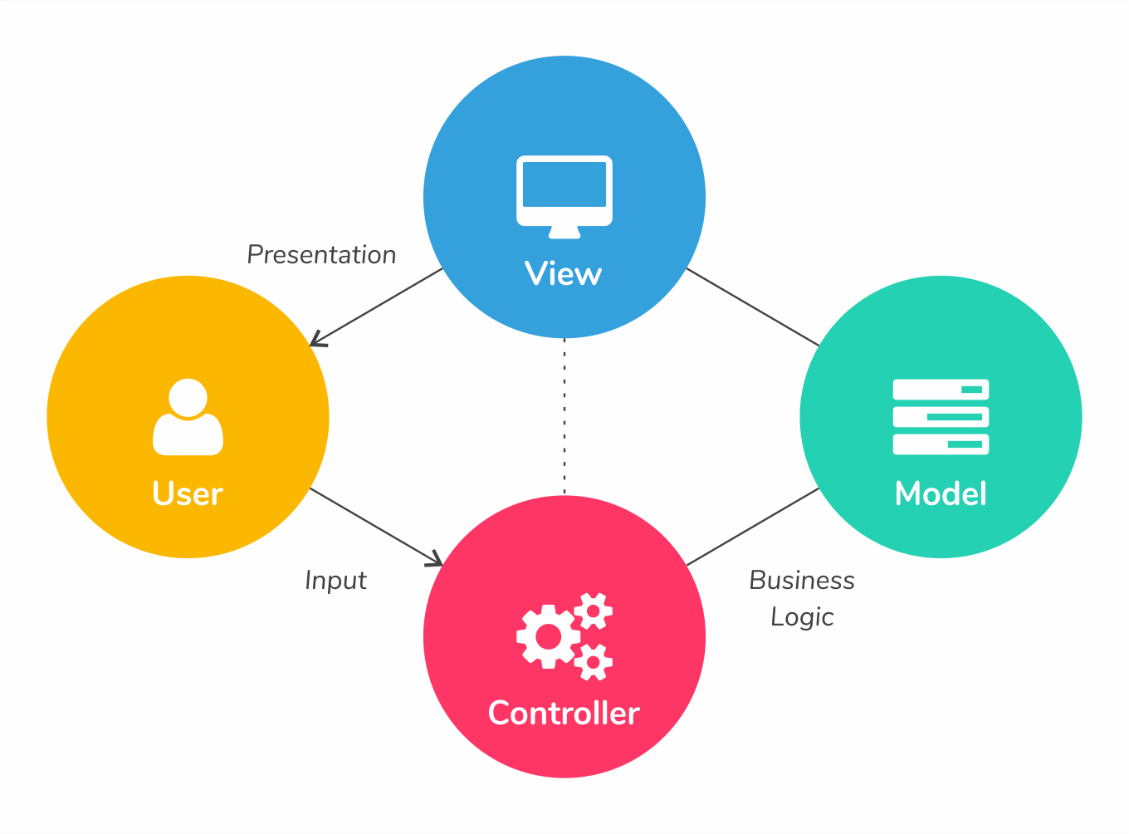 View
Presentation
User
Model
Input
Business
Logic
Controller